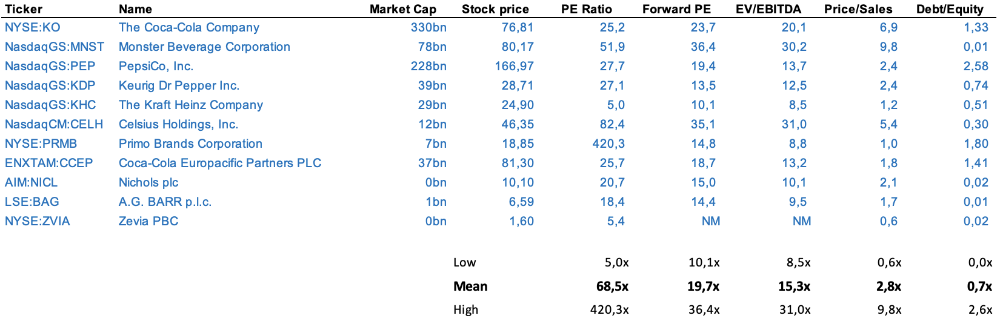 Ticker Name Market Cap Stock price PE Ratio Forward PE EV/EBITDA Price/Sales Debt/Equity
NYSE:KO The Coca-Cola Company 330bn 76,81 25,2 23,7 20,1 6,9 1,33
NasdaqGS:MNST Monster Beverage Corporation 78bn 80,17 51,9 36,4 30,2 9,8 0,01
NasdaqGS:PEP PepsiCo, Inc. 228bn 166,97 27,7 19,4 13,7 2,4 2,58
NasdaqGS:KDP Keurig Dr Pepper Inc. 39bn 28,71 27,1 13,5 12,5 2,4 0,74
NasdaqGS:KHC The Kraft Heinz Company 29bn 24,90 5,0 10,1 8,5 1,2 0,51
NasdaqCM:CELH Celsius Holdings, Inc. 12bn 46,35 82,4 35,1 31,0 5,4 0,30
NYSE:PRMB Primo Brands Corporation 7bn 18,85 420,3 14,8 8,8 1,0 1,80
ENXTAM:CCEP Coca-Cola Europacific Partners PLC 37bn 81,30 25,7 18,7 13,2 1,8 1,41
AIM:NICL Nichols plc 0bn 10,10 20,7 15,0 10,1 2,1 0,02
LSE:BAG A.G. BARR p.l.c. 1bn 6,59 18,4 14,4 9,5 1,7 0,01
NYSE:ZVIA Zevia PBC 0bn 1,60 5,4 NM NM 0,6 0,02
Low 5,0x 10,1x 8,5x 0,6x 0,0x
Mean 68,5x 19,7x 15,3x 2,8x 0,7x
High 420,3x 36,4x 31,0x 9,8x 2,6x